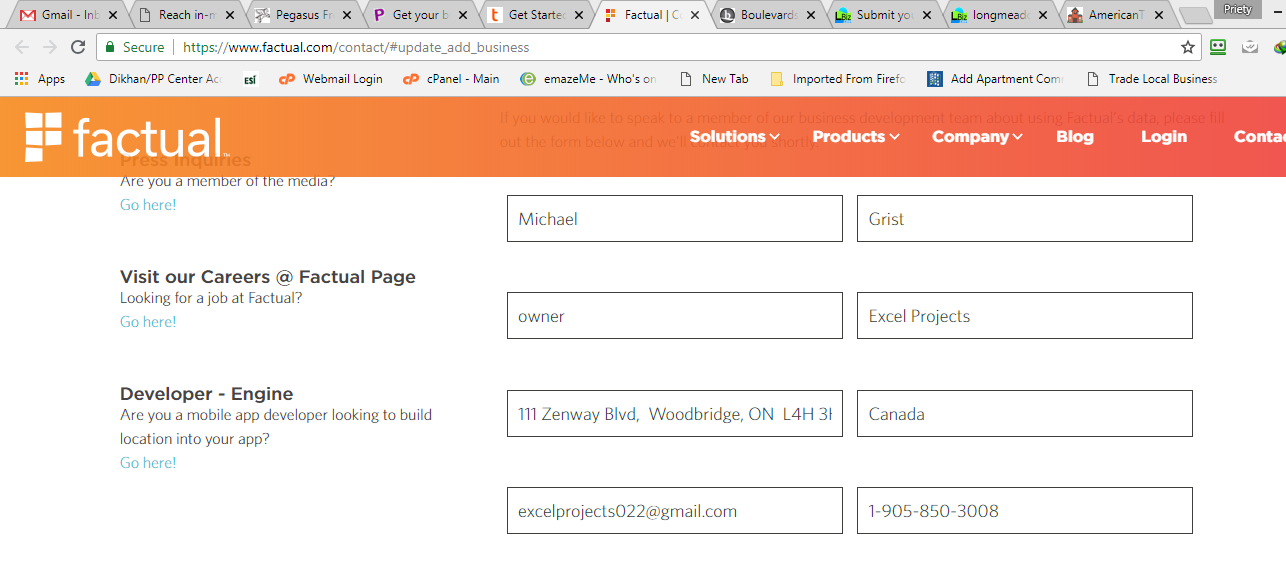 Gmail - Inb
Reach in-m
Pegasus Fr
Get your b
Get Starte
Factual | C
Boulevards
Submit you
longmeado
AmericanT
Priety
Secure
https://www.factual.com/contact/#update_add_business
Apps
Dikhan/PP Center Ac
Webmail Login
cPanel - Main
emazeMe - Who's on
New Tab
Imported From Firefo
Add Apartment Com
Trade Local Business
factual
Solutions
Products
Company
Blog
Login
Contac
If you would like to speak to a member of our business development team about using Factual's data, please fill
out the form below and we'll contact you shortly.
Press Inquiries
Are you a member of the media?
Go here!
Michael
Grist
Visit our Careers @ Factual Page
Looking for a job at Factual?
Go here!
owner
Excel Projects
Developer - Engine
Are you a mobile app developer looking to build
location into your app?
Go here!
111 Zenway Blvd, Woodbridge, ON L4H 3H
Canada
excelprojects022@gmail.com
1-905-850-3008